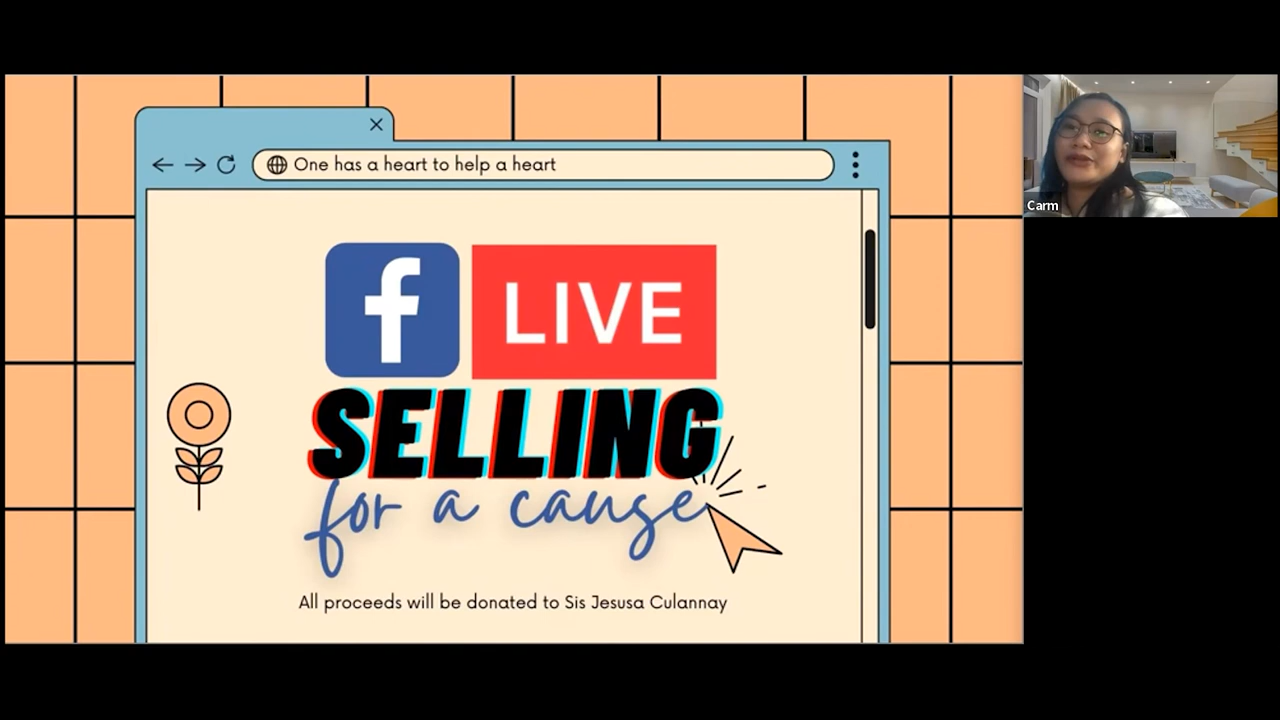 One has a heart to help a heart
f LIVE
SELLING
for a cause
All proceeds will be donated to Sis Jesusa Culannay
Carm